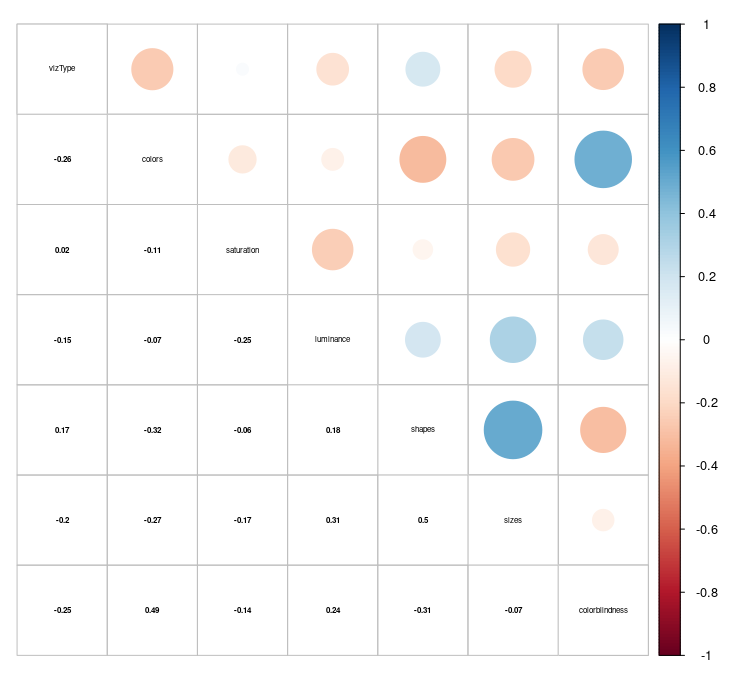 vizType
-0.26 colors
0.02 -0.11 saturation
-0.15 -0.07 -0.25 luminance
0.17 -0.32 -0.06 0.18 shapes
-0.2 -0.27 -0.17 0.31 0.5 sizes
-0.25 0.49 -0.14 0.24 -0.31 -0.07 colorblindness
1
0.8
0.6
0.4
0.2
0
-0.2
-0.4
-0.6
-0.8
-1